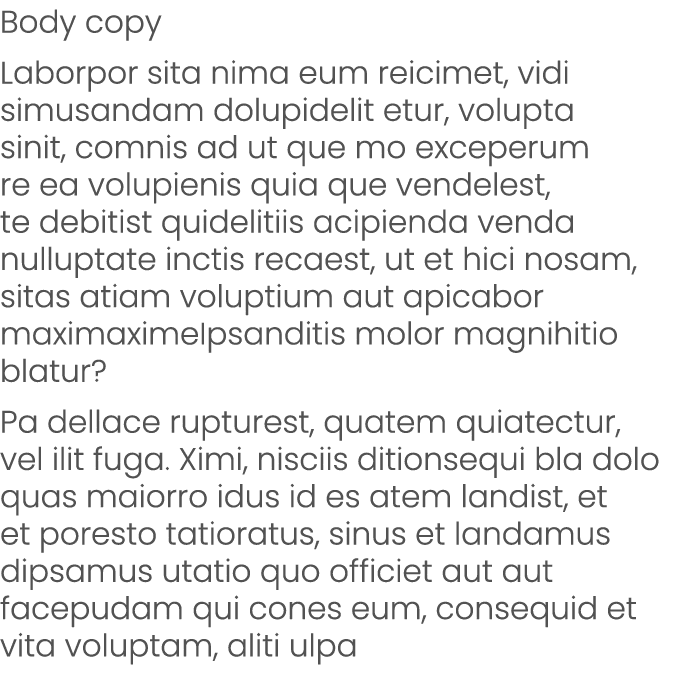 Body copy
Laborpor sita nima eum reicimet, vidi
simusandam dolupidelit etur, volupta
sinit, comnis ad ut que mo exceperum
re ea volupienis quia que vendelest,
te debitist quidelitiis acipienda venda
nulluptate inctis recaest, ut et hici nosam,
sitas atiam voluptium aut apicabor
maximaximeIpsanditis molor magnihitio
blatur?
Pa dellace rupturest, quatem quiatectur,
vel ilit fuga. Ximi, nisciis ditionsequi bla dolo
quas maiorro idus id es atem landist, et
et poresto tatioratus, sinus et landamus
dipsamus utatio quo officiet aut aut
facepudam qui cones eum, consequid et
vita voluptam, aliti ulpa